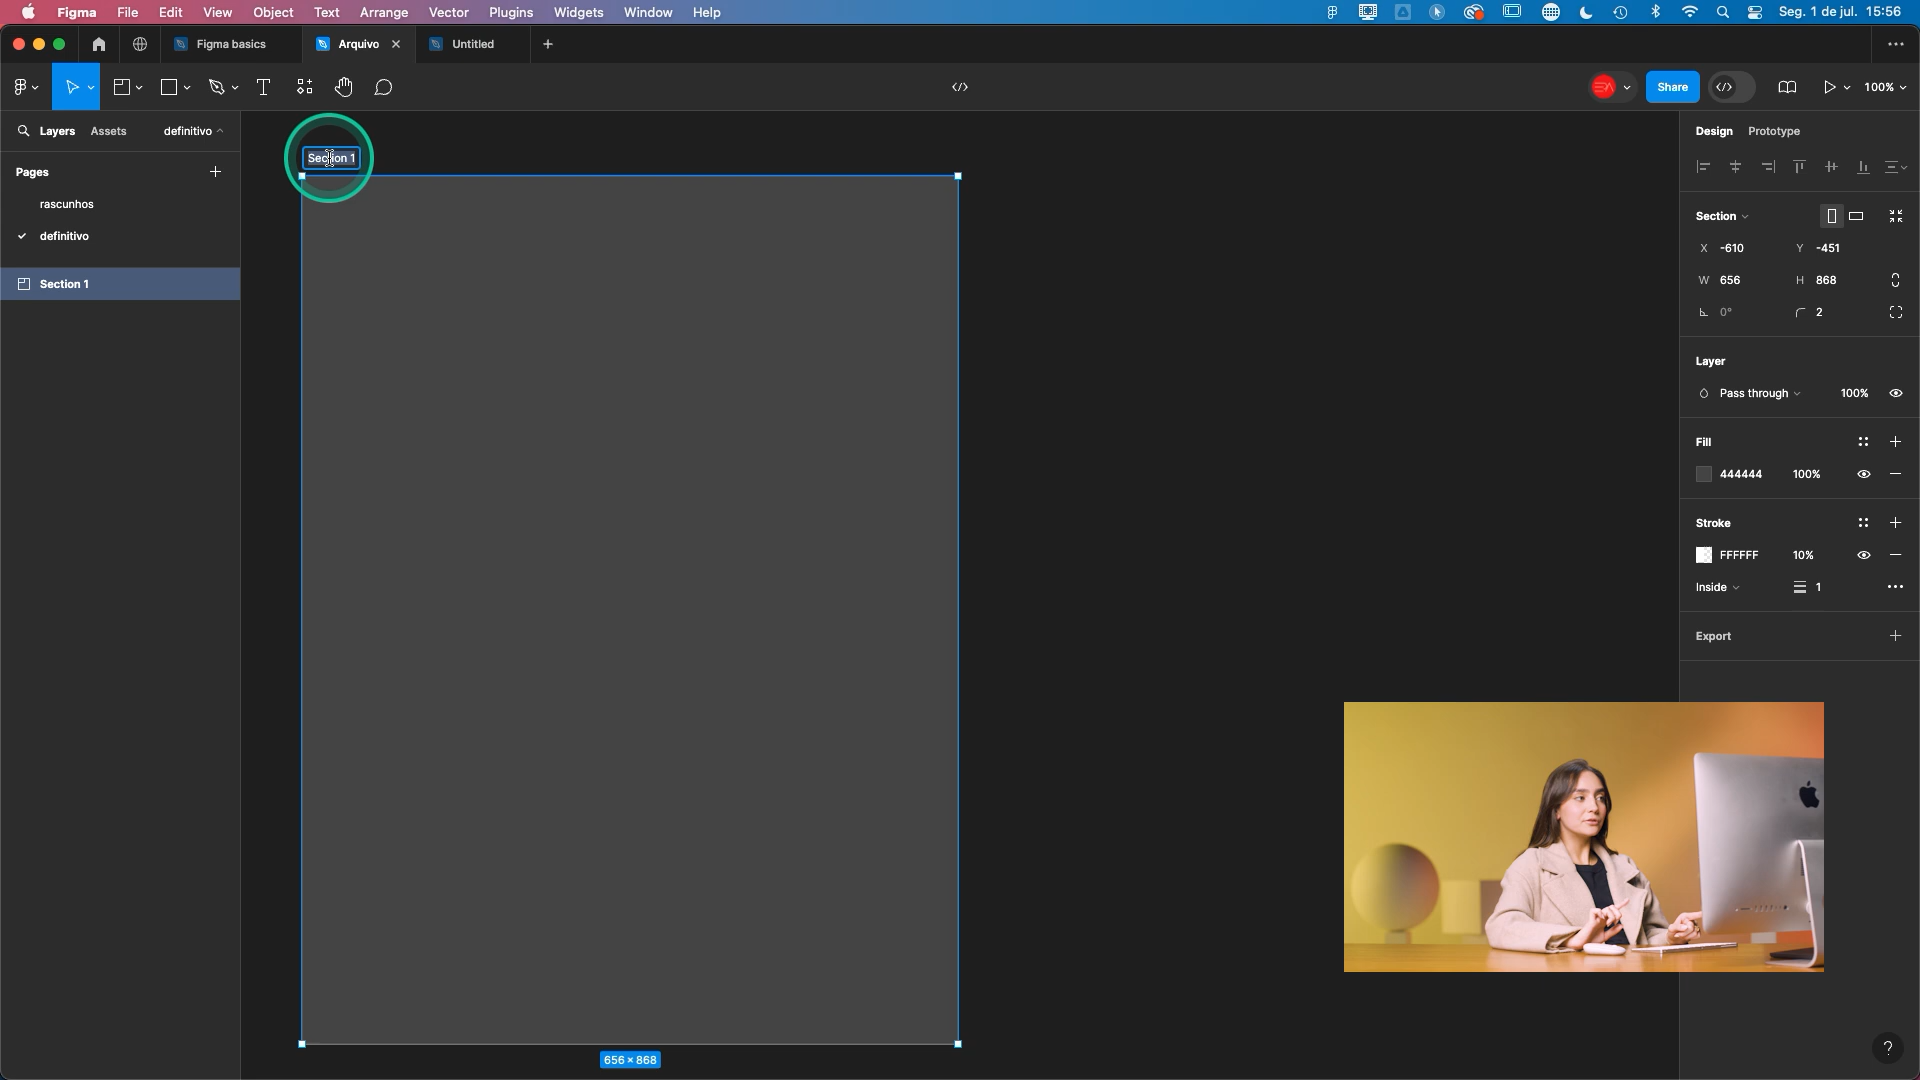 Figma File Edit View Object Text Arrange Vector Plugins Widgets Window Help Seg. 1 de jul. 15:56
Figma basics Arquivo Untitled
Share 100%
Layers Assets definitivo
Pages
rascunhos
definitivo
Section 1
Section 1
656 × 868
Design Prototype
Section
X -610 Y -451
W 656 H 868
0° 2
Layer
Pass through 100%
Fill
444444 100%
Stroke
FFFFFF 10%
Inside 1
Export
?